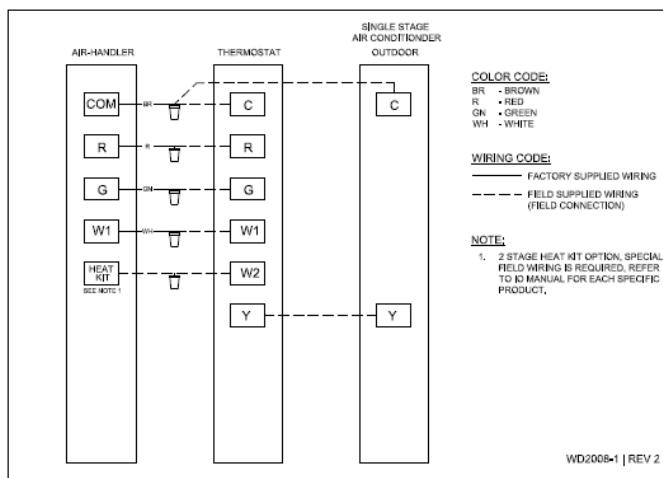 SINGLE STAGE
AIR CONDITIONDER
AIR-HANDLER THERMOSTAT OUTDOOR
COM BR C C
R R R
G GN G
W1 WH W1
HEAT
KIT
W2
SEE NOTE 1
Y Y
COLOR CODE:
BR - BROWN
R - RED
GN - GREEN
WH - WHITE
WIRING CODE:
FACTORY SUPPLIED WIRING
FIELD SUPPLIED WIRING
(FIELD CONNECTION)
NOTE:
1. 2 STAGE HEAT KIT OPTION, SPECIAL
FIELD WIRING IS REQUIRED, REFER
TO IO MANUAL FOR EACH SPECIFIC
PRODUCT,
WD2008-1 | REV 2